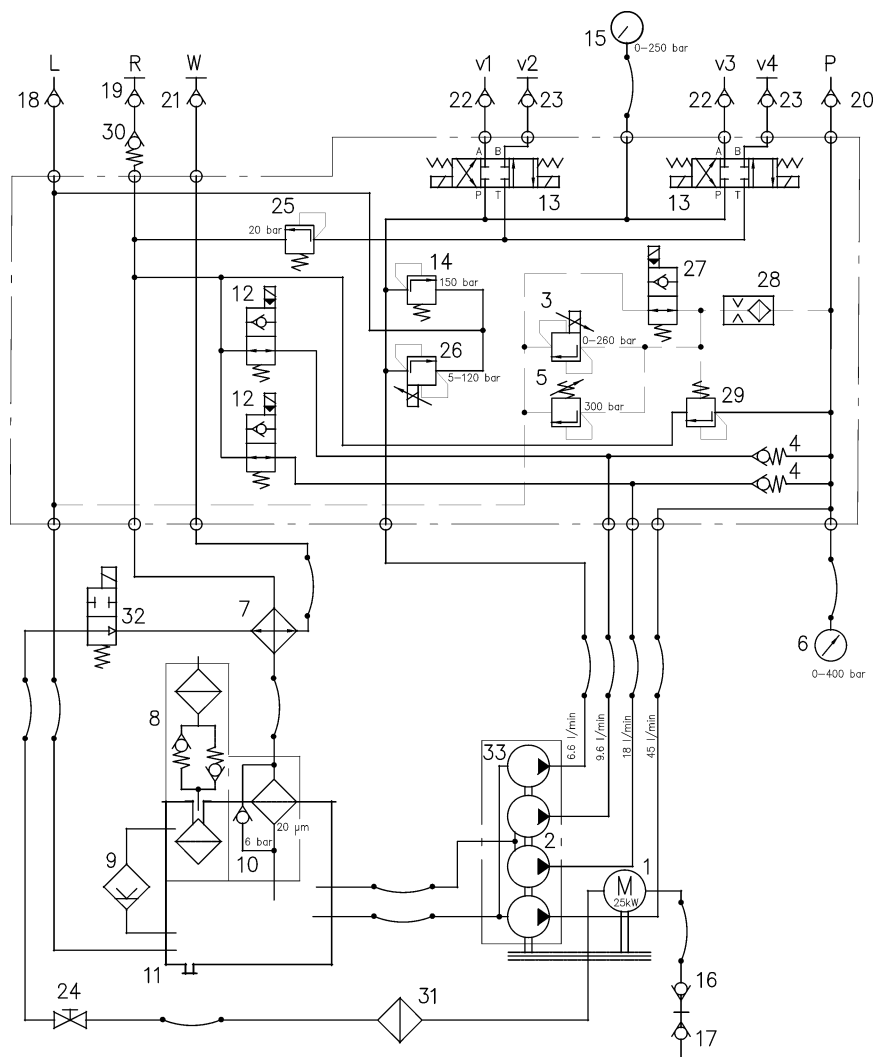 15
0-250 bar
L R W v1 v2 v3 v4 P
18 19 21 22 23 22 23 20
30
A B A B
P T P T
13 13
25
20 bar
14
150 bar
27
28
12
3
0-260 bar
26
5-120 bar
5
300 bar
29
12
4
4
32
7
6
0-400 bar
8
6.6 l/min
9.6 l/min
18 l/min
45 l/min
33
20 µm
6 bar
2
9
10
1
M
25kW
11
16
24
31
17